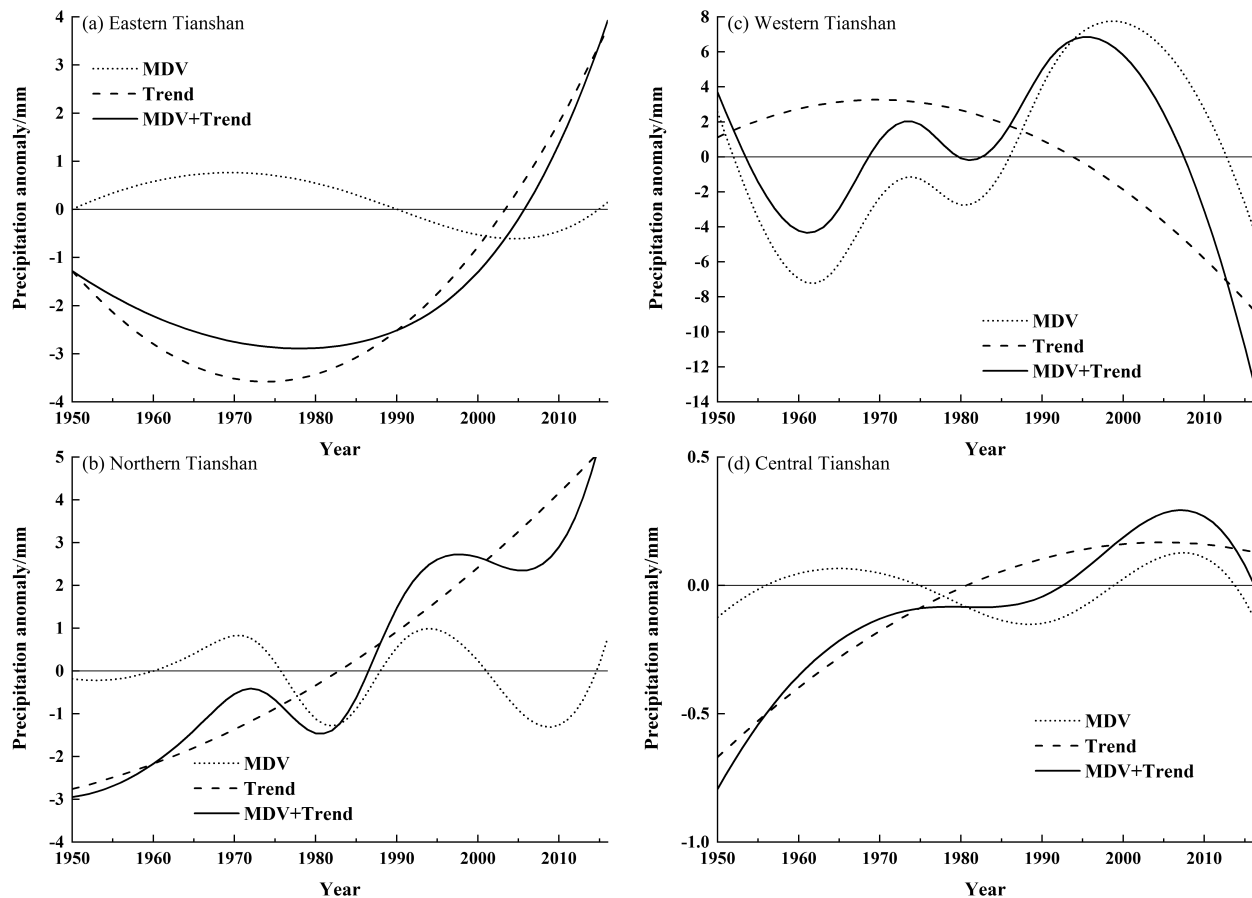 (a) Eastern Tianshan
Precipitation anomaly/mm
4
3
2
1
0
-1
-2
-3
-4
MDV
Trend
MDV+Trend
1950 1960 1970 1980 1990 2000 2010
Year
(c) Western Tianshan
Precipitation anomaly/mm
8
6
4
2
0
-2
-4
-6
-8
-10
-12
-14
MDV
Trend
MDV+Trend
1950 1960 1970 1980 1990 2000 2010
Year
(b) Northern Tianshan
Precipitation anomaly/mm
5
4
3
2
1
0
-1
-2
-3
-4
MDV
Trend
MDV+Trend
1950 1960 1970 1980 1990 2000 2010
Year
(d) Central Tianshan
Precipitation anomaly/mm
0.5
0.0
-0.5
-1.0
MDV
Trend
MDV+Trend
1950 1960 1970 1980 1990 2000 2010
Year